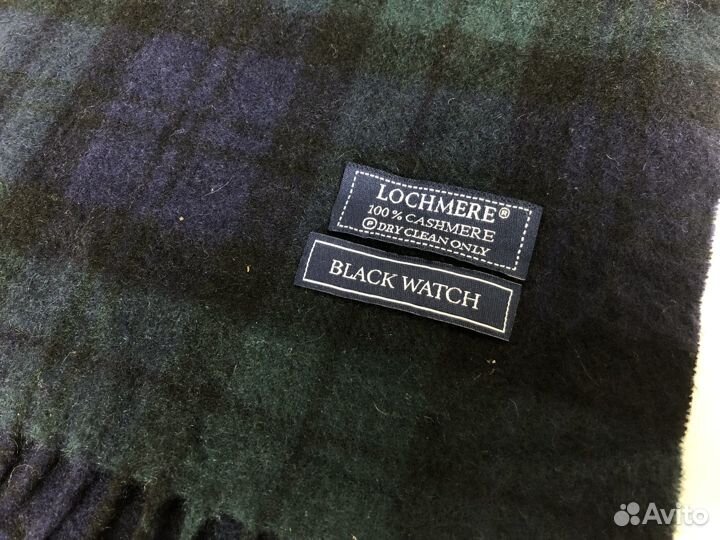 LOCHMERE®
100% CASHMERE
Ⓟ DRY CLEAN ONLY
BLACK WATCH
Avito